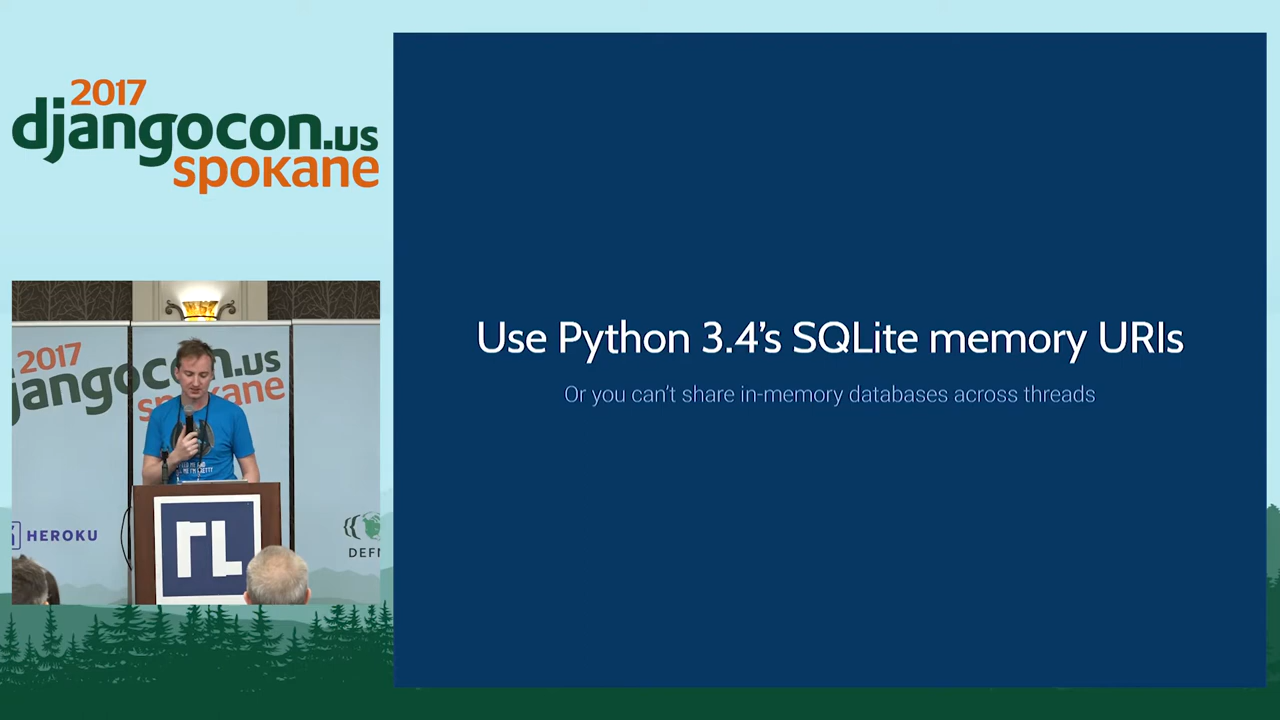 2017
djangocon.us
spokane
Use Python 3.4's SQLite memory URIs
Or you can't share in-memory databases across threads
2017
djangocon.us
spokane
HEROKU
DEFN